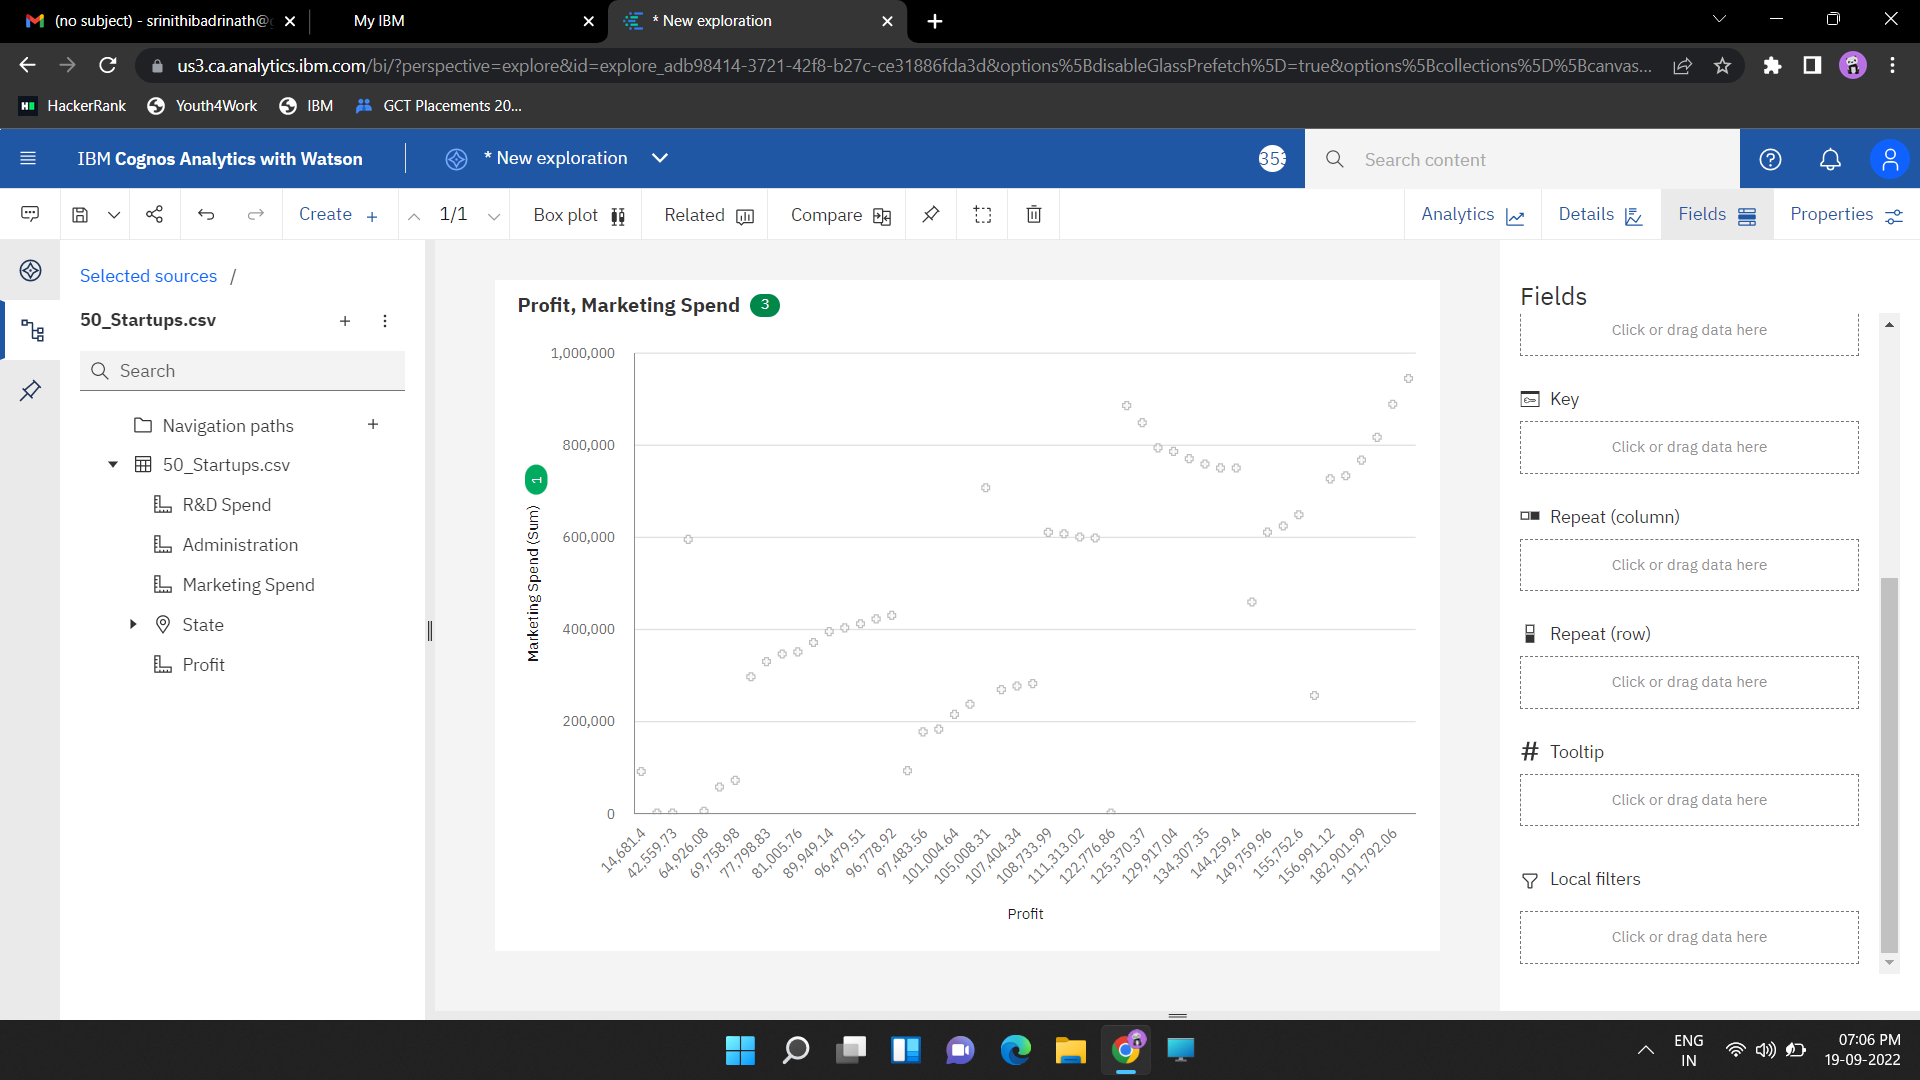 (no subject) - srinithibadrinath@
My IBM
* New exploration
us3.ca.analytics.ibm.com/bi/?perspective=explore&id=explore_adb98414-3721-42f8-b27c-ce31886fda3d&options%5BdisableGlassPrefetch%5D=true&options%5Bcollections%5D%5Bcanvas...
HackerRank
Youth4Work
IBM
GCT Placements 20...
IBM Cognos Analytics with Watson
* New exploration
353
Search content
Create
1/1
Box plot
Related
Compare
Analytics
Details
Fields
Properties
Selected sources /
50_Startups.csv
Search
Navigation paths
50_Startups.csv
R&D Spend
Administration
Marketing Spend
State
Profit
Profit, Marketing Spend 3
1,000,000
800,000
600,000
400,000
200,000
0
1
Marketing Spend (Sum)
14,681.4
42,559.73
64,926.08
69,758.98
77,798.83
81,005.76
89,949.14
96,479.51
96,778.92
97,483.56
101,004.64
105,008.31
107,404.34
108,733.99
111,313.02
122,776.86
125,370.37
129,917.04
134,307.35
144,259.4
149,759.96
155,752.6
156,991.12
182,901.99
191,792.06
Profit
Fields
Click or drag data here
Key
Click or drag data here
Repeat (column)
Click or drag data here
Repeat (row)
Click or drag data here
Tooltip
Click or drag data here
Local filters
Click or drag data here
ENG
IN
07:06 PM
19-09-2022